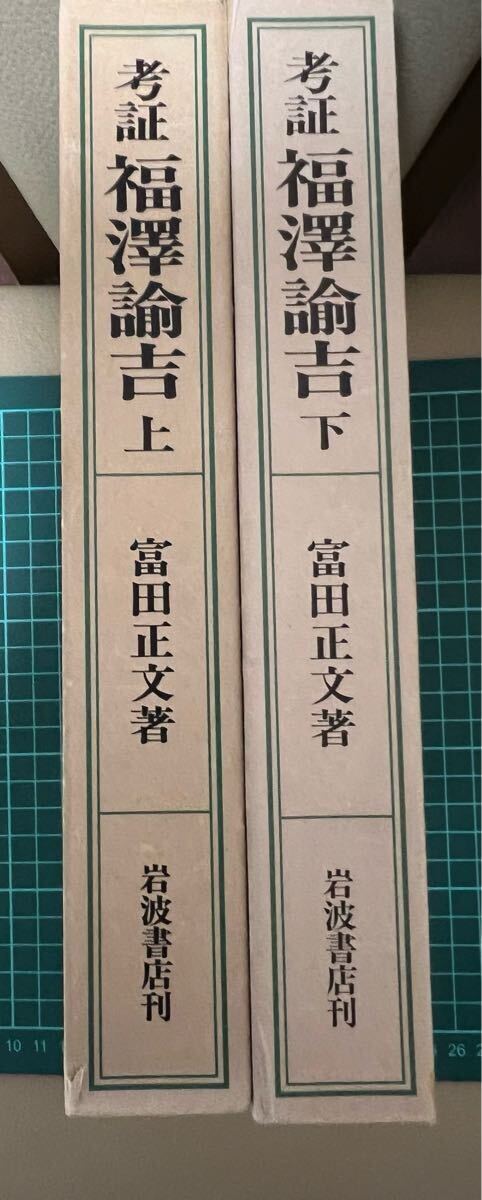 考証 福澤諭吉 上
富田正文著
岩波書店刊
考証 福澤諭吉 下
富田正文著
岩波書店刊
10 11
26